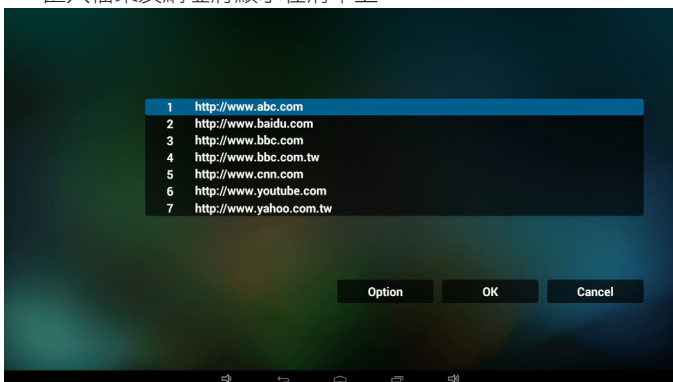 1 http://www.abc.com
2 http://www.baidu.com
3 http://www.bbc.com
4 http://www.bbc.com.tw
5 http://www.cnn.com
6 http://www.youtube.com
7 http://www.yahoo.com.tw
Option OK Cancel